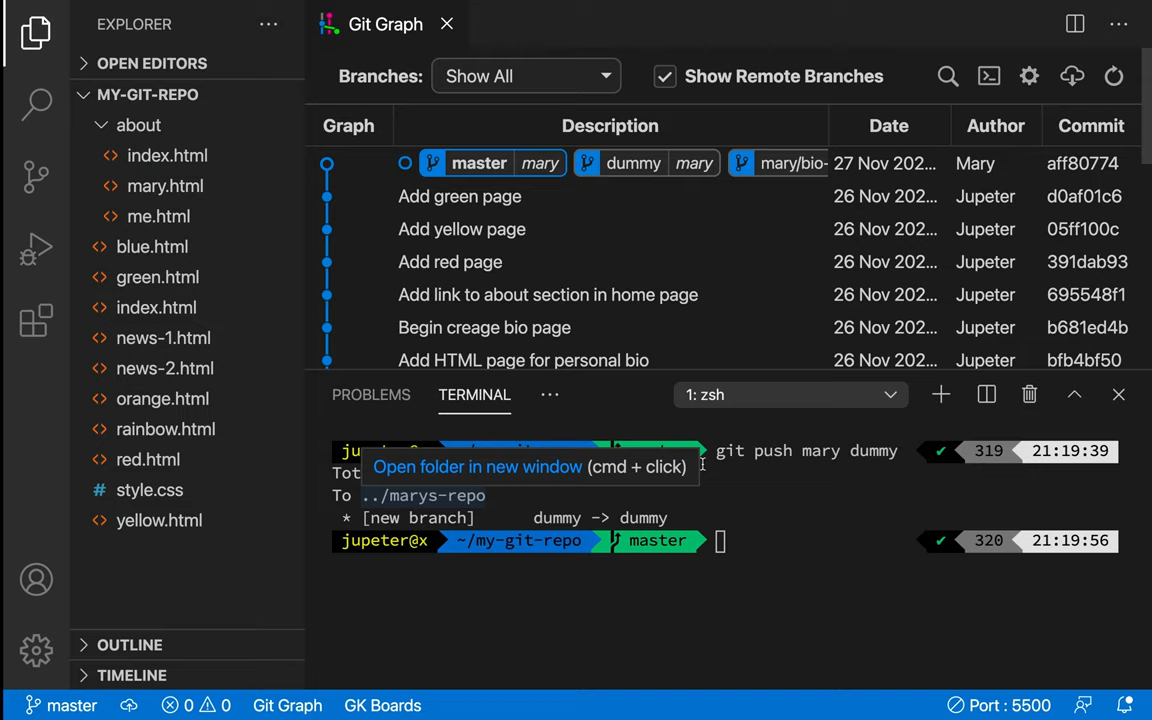 EXPLORER
Git Graph
OPEN EDITORS
MY-GIT-REPO
about
index.html
mary.html
me.html
blue.html
green.html
index.html
news-1.html
news-2.html
orange.html
rainbow.html
red.html
style.css
yellow.html
OUTLINE
TIMELINE
Branches: Show All Show Remote Branches
Graph Description Date Author Commit
master mary dummy mary mary/bio- 27 Nov 202... Mary aff80774
Add green page 26 Nov 202... Jupeter d0af01c6
Add yellow page 26 Nov 202... Jupeter 05ff100c
Add red page 26 Nov 202... Jupeter 391dab93
Add link to about section in home page 26 Nov 202... Jupeter 695548f1
Begin creage bio page 26 Nov 202... Jupeter b681ed4b
Add HTML page for personal bio 26 Nov 202... Jupeter bfb4bf50
PROBLEMS TERMINAL 1: zsh
ju git push mary dummy ✔ 319 21:19:39
Open folder in new window (cmd + click)
Tot
To ../marys-repo
* [new branch] dummy -> dummy
jupeter@x ~/my-git-repo master ✔ 320 21:19:56
master 0 0 Git Graph GK Boards Port : 5500